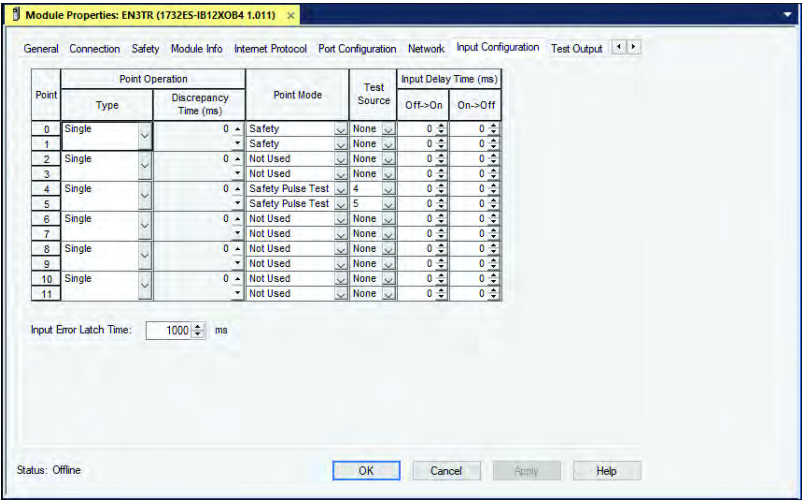 Module Properties: EN3TR (1732ES-IB12XOB4 1.011) ×
General Connection Safety Module Info Internet Protocol Port Configuration Network Input Configuration Test Output
Point Point Operation Point Mode Test Source Input Delay Time (ms)
Type Discrepancy Time (ms) Off->On On->Off
0 Single 0 Safety None 0 0
1 Safety None 0 0
2 Single 0 Not Used None 0 0
3 Not Used None 0 0
4 Single 0 Safety Pulse Test 4 0 0
5 Safety Pulse Test 5 0 0
6 Single 0 Not Used None 0 0
7 Not Used None 0 0
8 Single 0 Not Used None 0 0
9 Not Used None 0 0
10 Single 0 Not Used None 0 0
11 Not Used None 0 0
Input Error Latch Time: 1000 ms
Status: Offline OK Cancel Apply Help